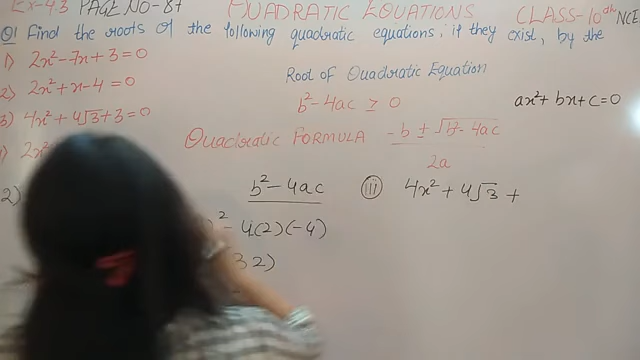 Ex-4.3 PAGE NO-87 QUADRATIC EQUATIONS CLASS-10th NCE
Q1 Find the roots of the following quadratic equations, if they exist, by the
1) 2x²-7x+3=0
2) 2x²+x-4=0
3) 4x²+4√3+3=0
2x²
Root of Quadratic Equation
b²-4ac ≥ 0
ax²+bx+c=0
QUADRATIC FORMULA -b ± √b²-4ac
2a
2)
b²-4ac
)²-4(2)(-4)
32)
(iii) 4x²+4√3 +